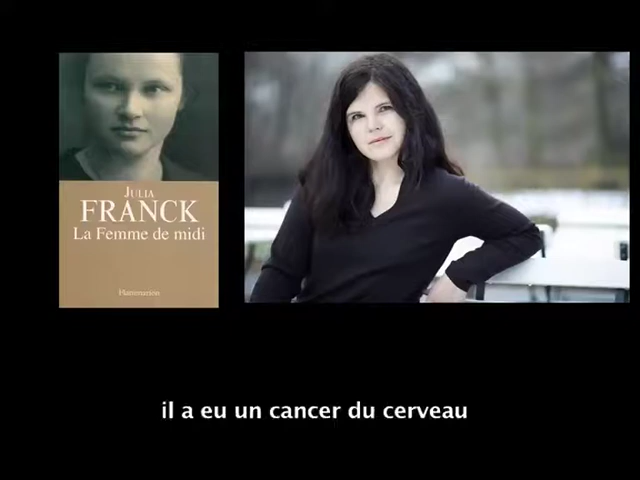 JULIA
FRANCK
La Femme de midi
Flammarion
il a eu un cancer du cerveau